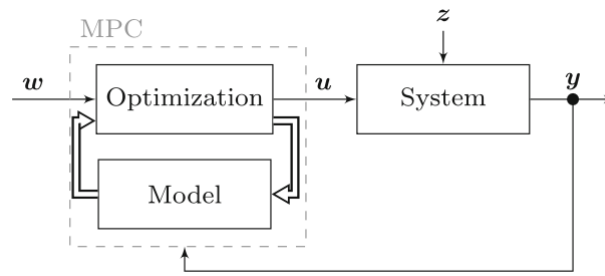 MPC
z
w
Optimization
u
System
y
Model